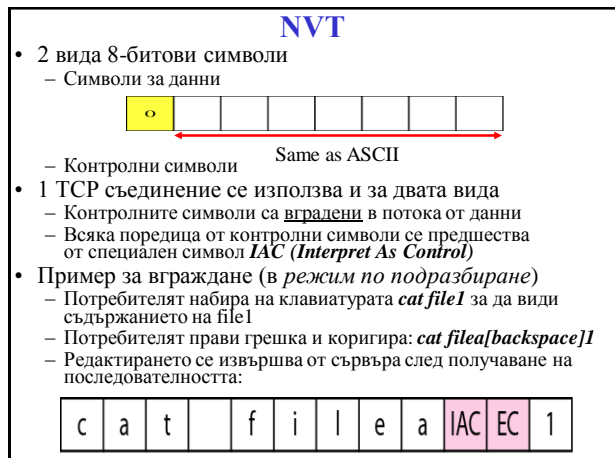 NVT
• 2 вида 8-битови символи
– Символи за данни
0
Same as ASCII
– Контролни символи
• 1 TCP съединение се използва и за двата вида
– Контролните символи са вградени в потока от данни
– Всяка поредица от контролни символи се предшества
от специален символ IAC (Interpret As Control)
• Пример за вграждане (в режим по подразбиране)
– Потребителят набира на клавиатурата cat file1 за да види
съдържанието на file1
– Потребителят прави грешка и коригира: cat filea[backspace]1
– Редактирането се извършва от сървъра след получаване на
последователността:
c a t f i l e a IAC EC 1